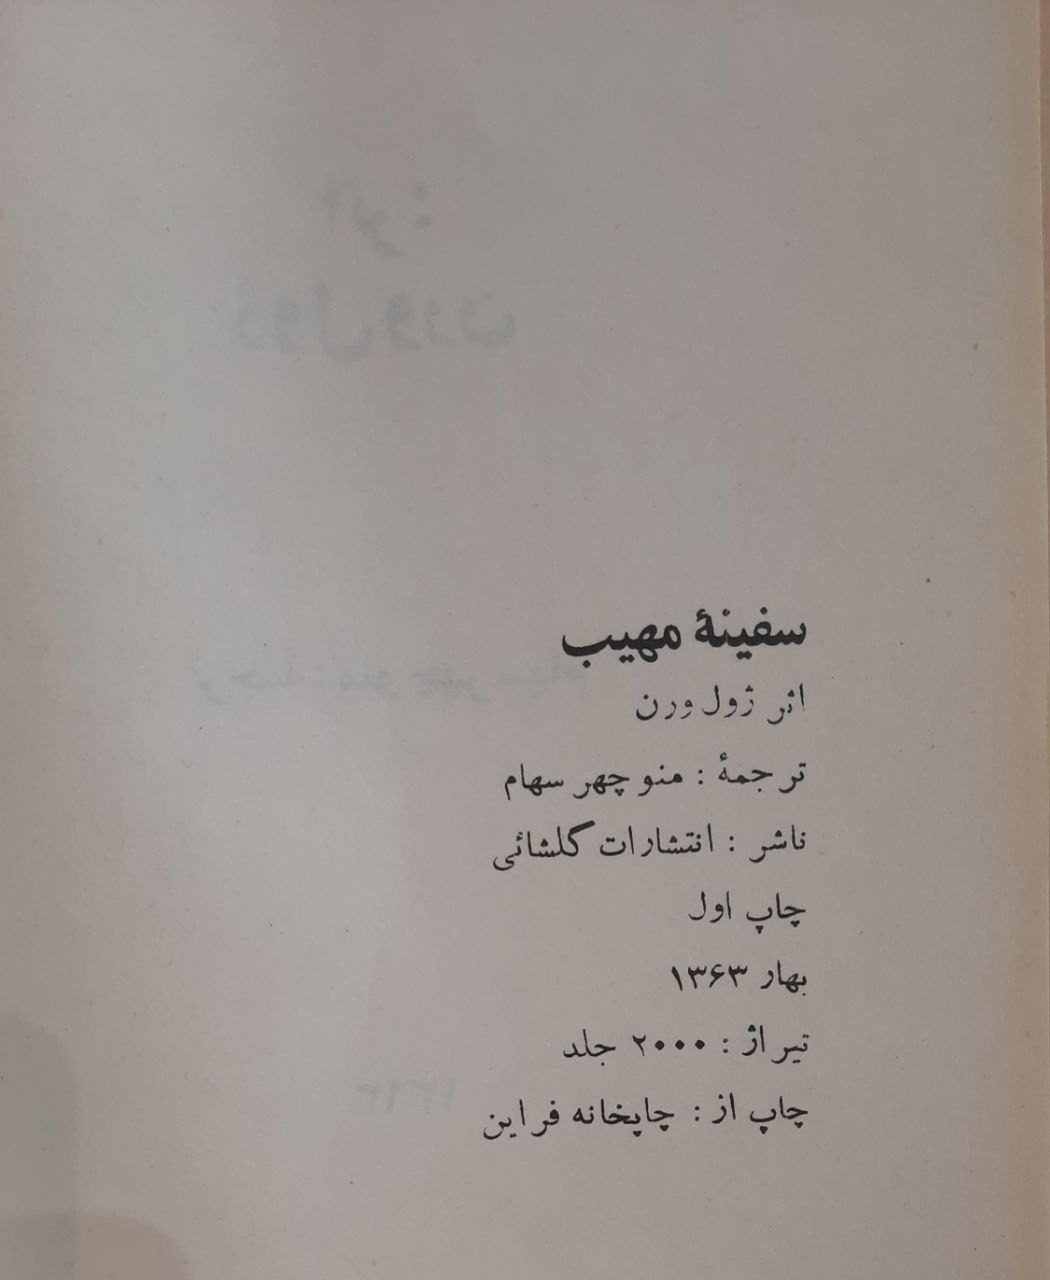 سفینهٔ مهیب
اثر ژول ورن
ترجمهٔ : منوچهر سهام
ناشر : انتشارات گلشائی
چاپ اول
بهار ۱۳۶۳
تیراژ : ۲۰۰۰ جلد
چاپ از : چاپخانه فراین